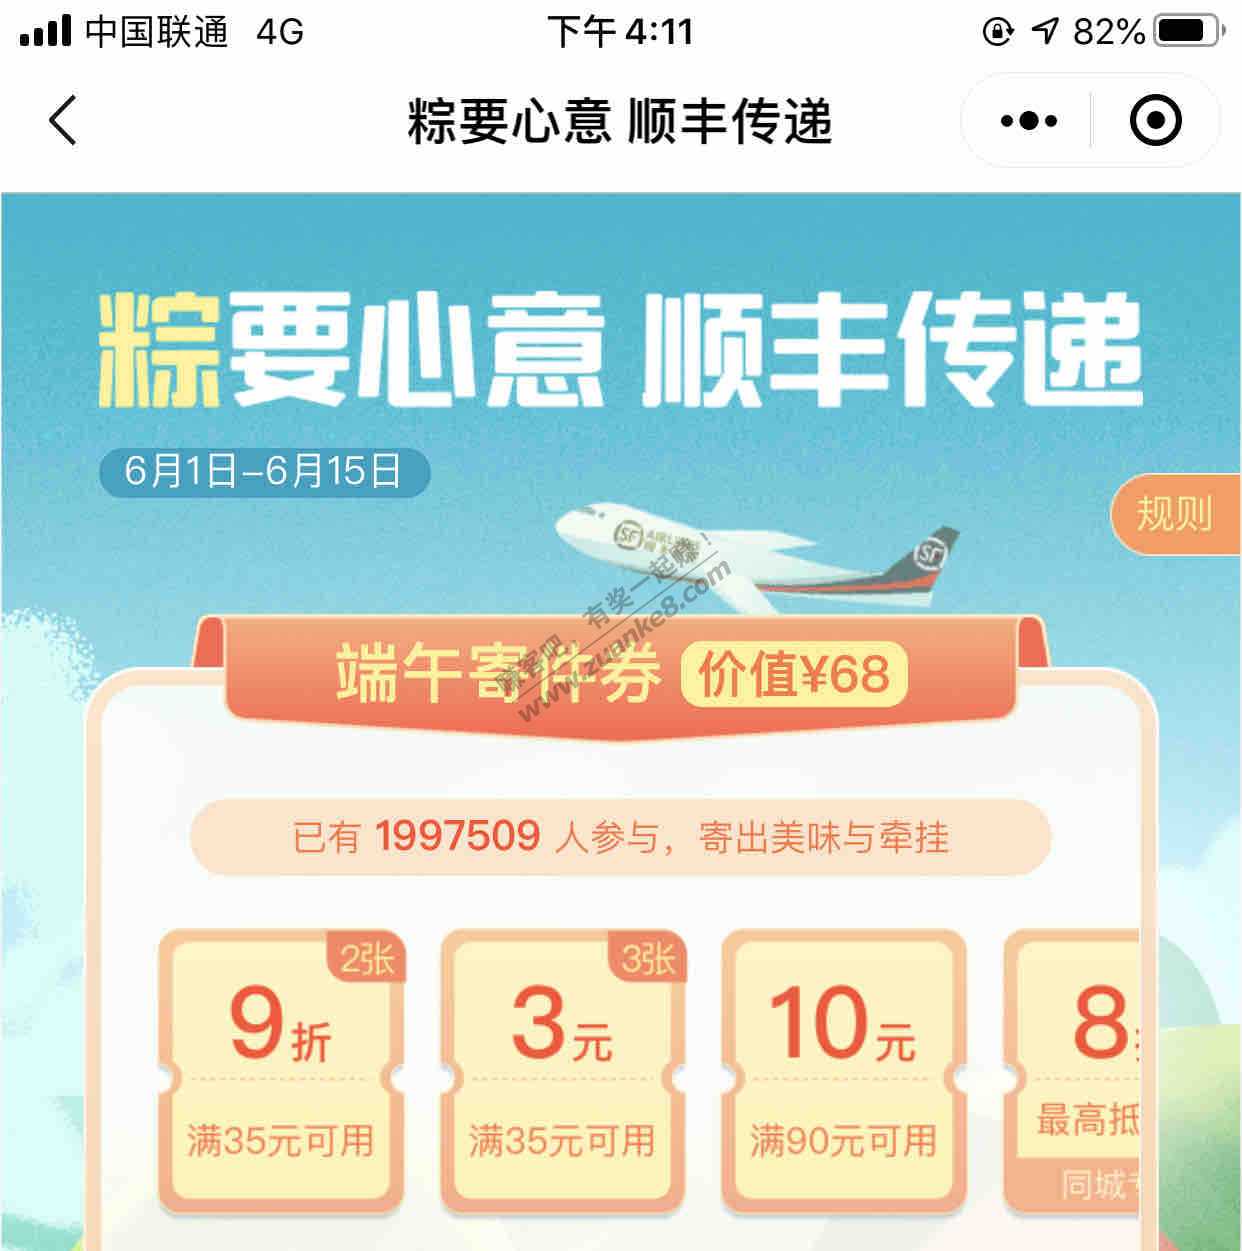 中国联通 4G 下午4:11 82%
粽要心意 顺丰传递
粽要心意 顺丰传递
6月1日-6月15日
规则
SF AIRLINES
SF
赚客吧,有奖一起赚!
www.zuanke8.com
端午寄件券 价值¥68
已有 1997509 人参与，寄出美味与牵挂
2张 3张
9折 3元 10元 8
满35元可用 满35元可用 满90元可用 最高抵
同城